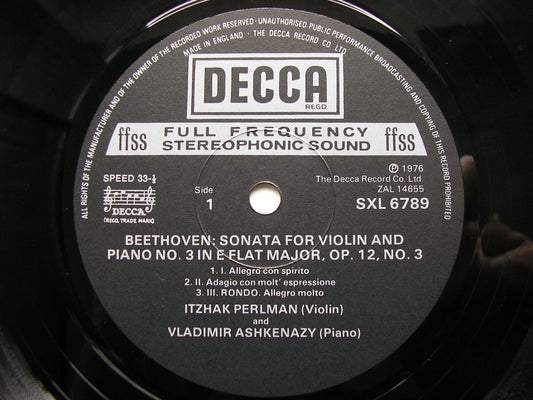 ALL RIGHTS OF THE MANUFACTURER AND OF THE OWNER OF THE RECORDED WORK RESERVED · UNAUTHORISED PUBLIC PERFORMANCE BROADCASTING AND COPYING OF THIS RECORD PROHIBITED
MADE IN ENGLAND · THE DECCA RECORD CO. LTD.
DECCA
REGD.
ffss FULL FREQUENCY ffss
STEREOPHONIC SOUND
SPEED 33-⅓
DECCA
(REGD. TRADE MARK)
Side
1
Ⓟ 1976
The Decca Record Co. Ltd.
ZAL 14655
SXL 6789
BEETHOVEN: SONATA FOR VIOLIN AND
PIANO NO. 3 IN E FLAT MAJOR, OP. 12, NO. 3
1. I. Allegro con spirito
2. II. Adagio con molt' espressione
3. III. RONDO. Allegro molto
ITZHAK PERLMAN (Violin)
and
VLADIMIR ASHKENAZY (Piano)